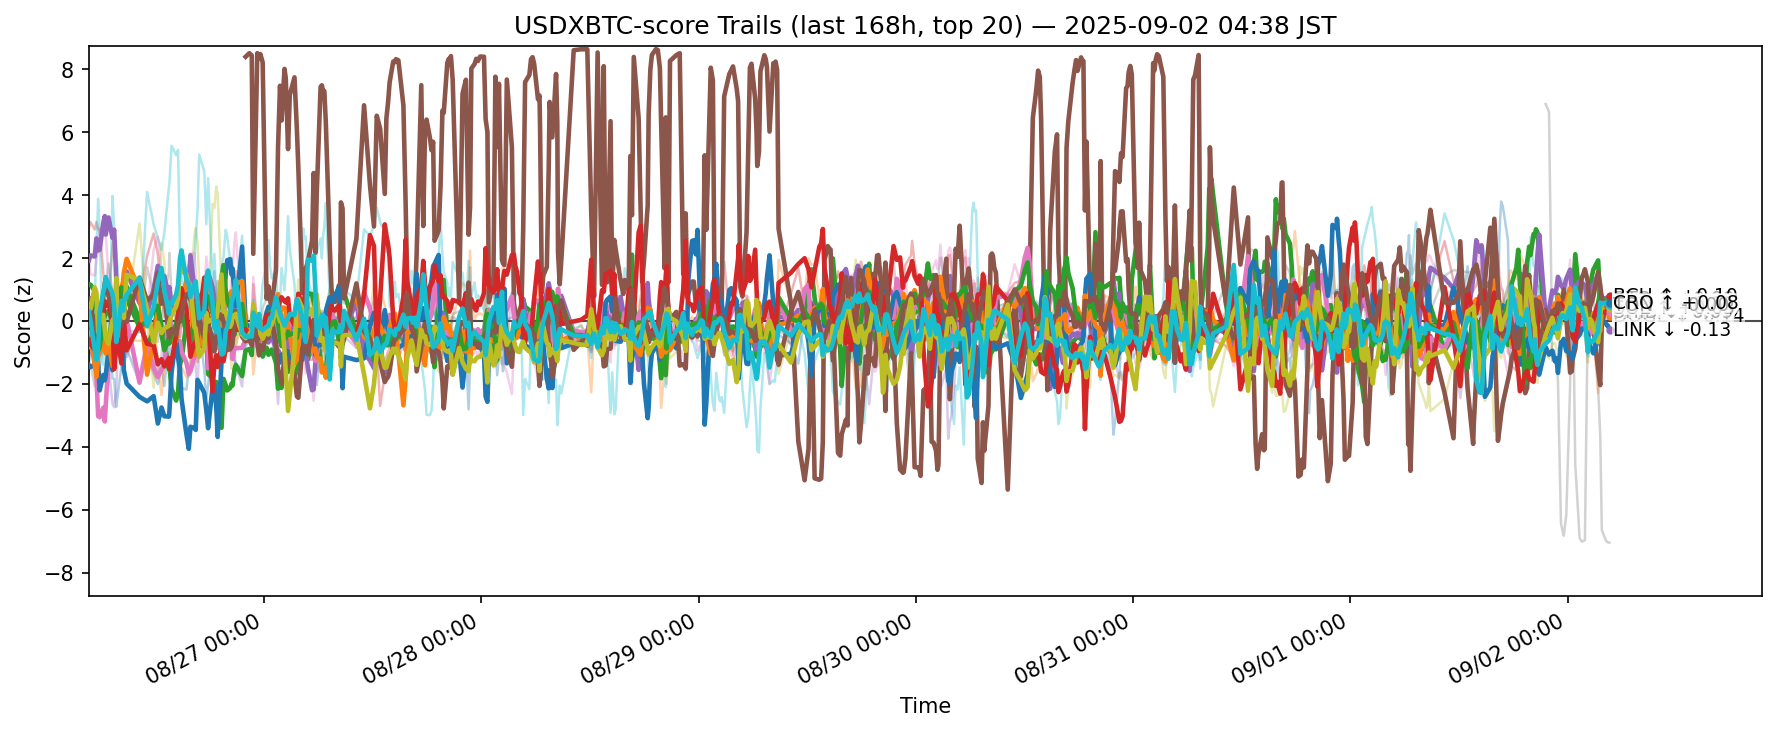 USDXBTC-score Trails (last 168h, top 20) — 2025-09-02 04:38 JST
Score (z)
8
6
4
2
0
−2
−4
−6
−8
BCH ↑ +0.10
CRO ↑ +0.08
LINK ↓ -0.13
08/27 00:00
08/28 00:00
08/29 00:00
08/30 00:00
08/31 00:00
09/01 00:00
09/02 00:00
Time